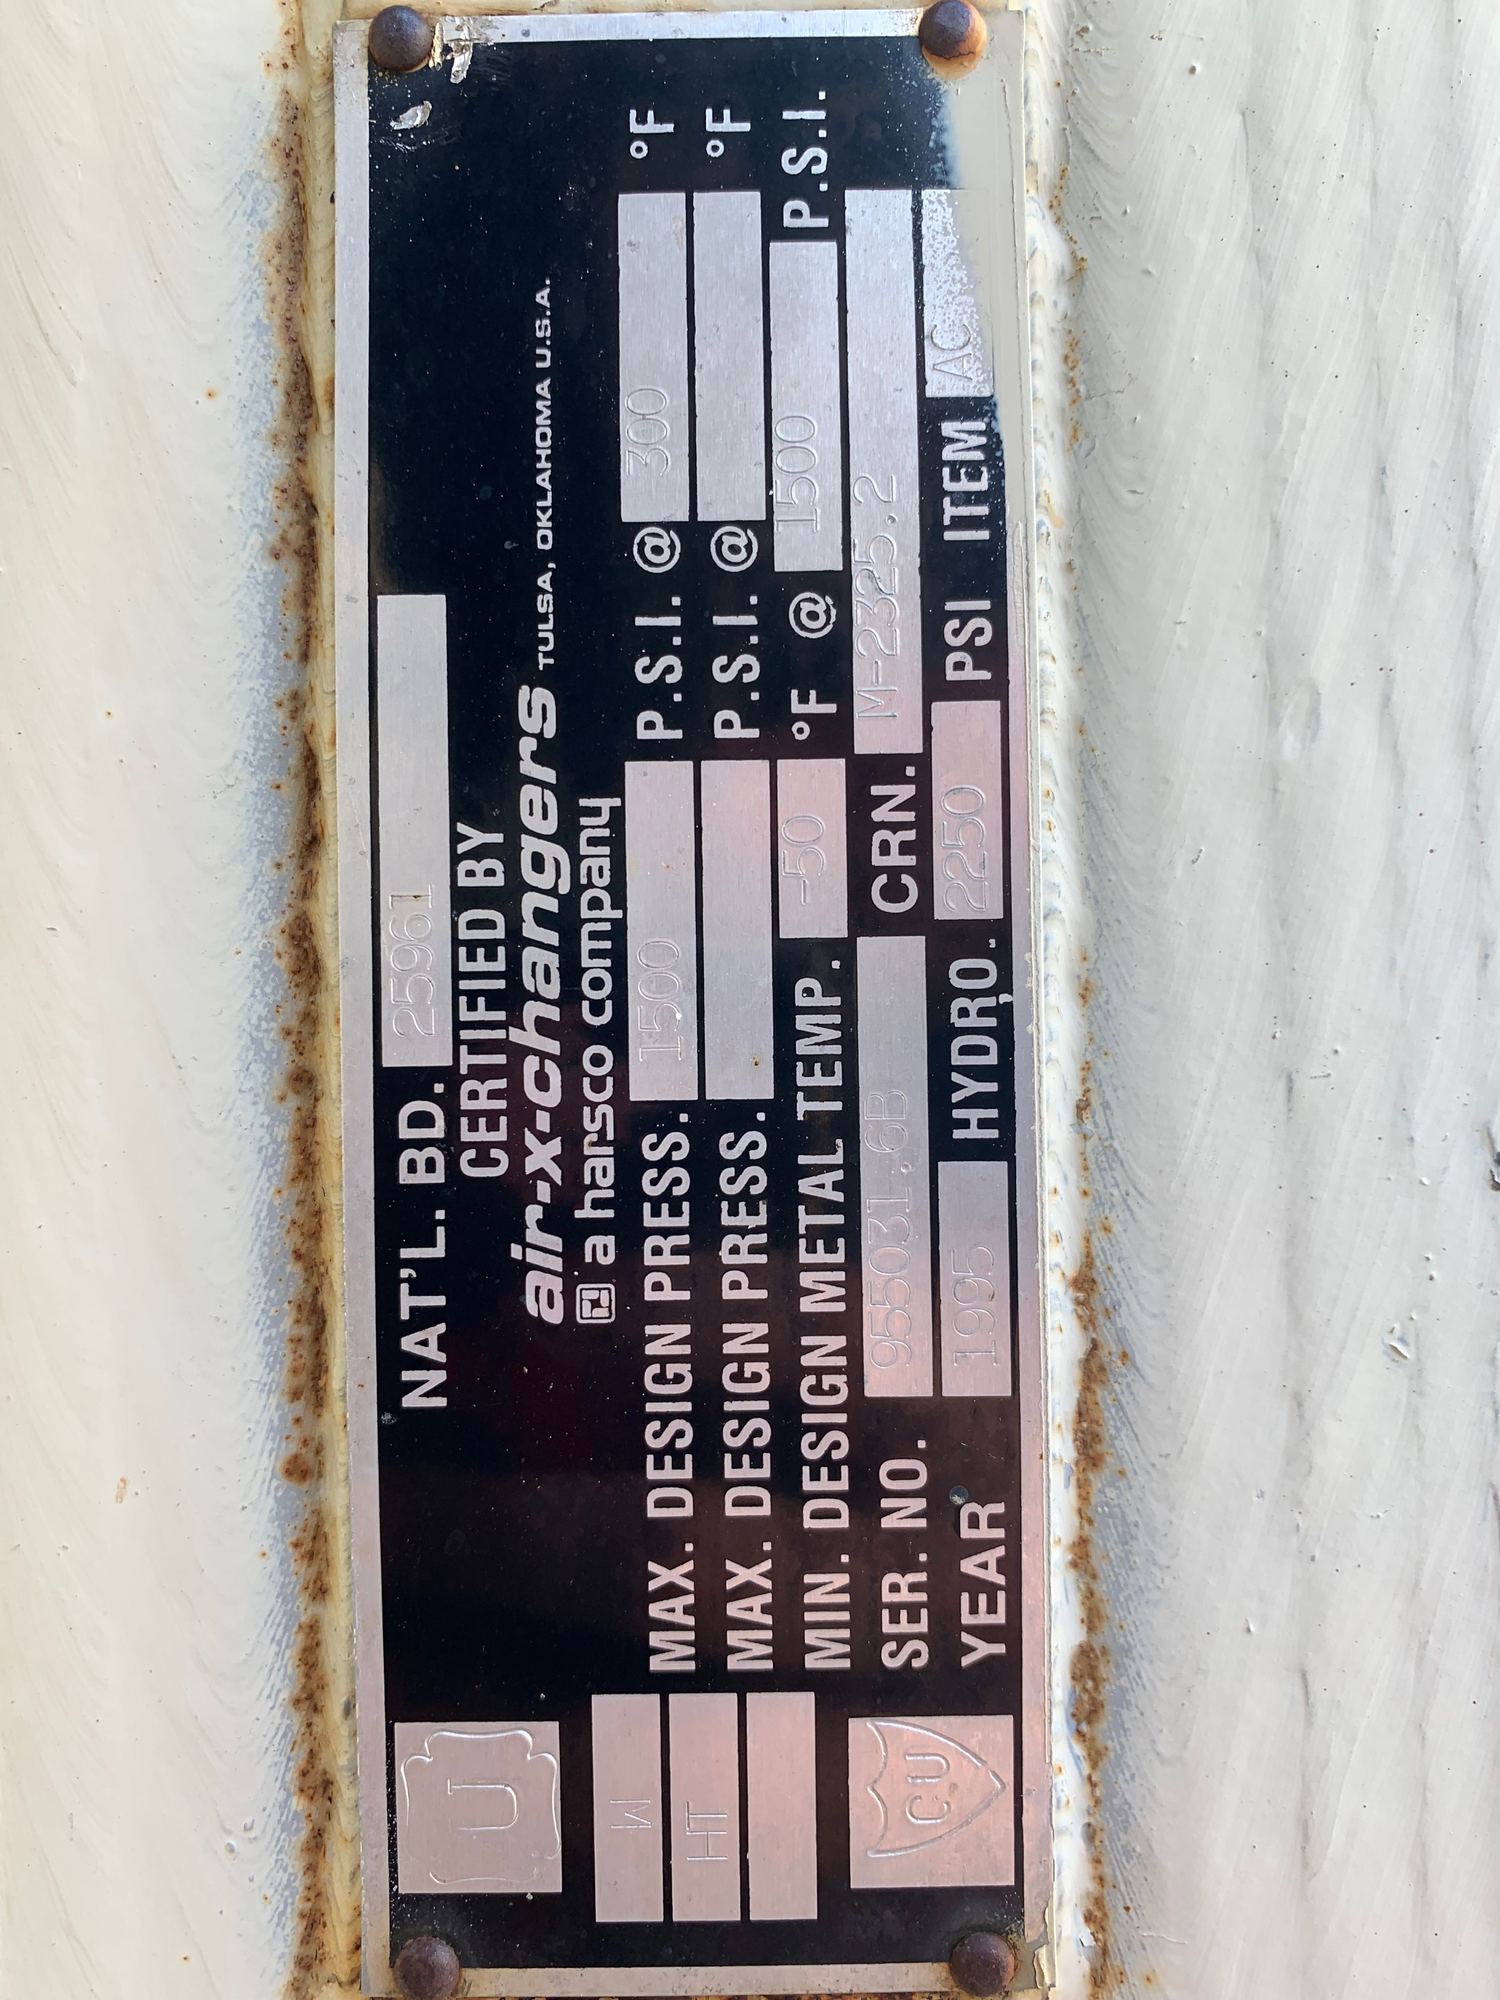 NAT'L. BD. 25961
CERTIFIED BY
air-x-changers TULSA, OKLAHOMA U.S.A.
a harsco company
U
W
HT
MAX. DESIGN PRESS. 1500 P.S.I. @ 300 °F
MAX. DESIGN PRESS. P.S.I. @ °F
MIN. DESIGN METAL TEMP. -50 °F @ 1500 P.S.I.
CU
SER. NO. 955031.6B CRN. M-2325.2
YEAR 1995 HYDRO. 2250 PSI ITEM AC